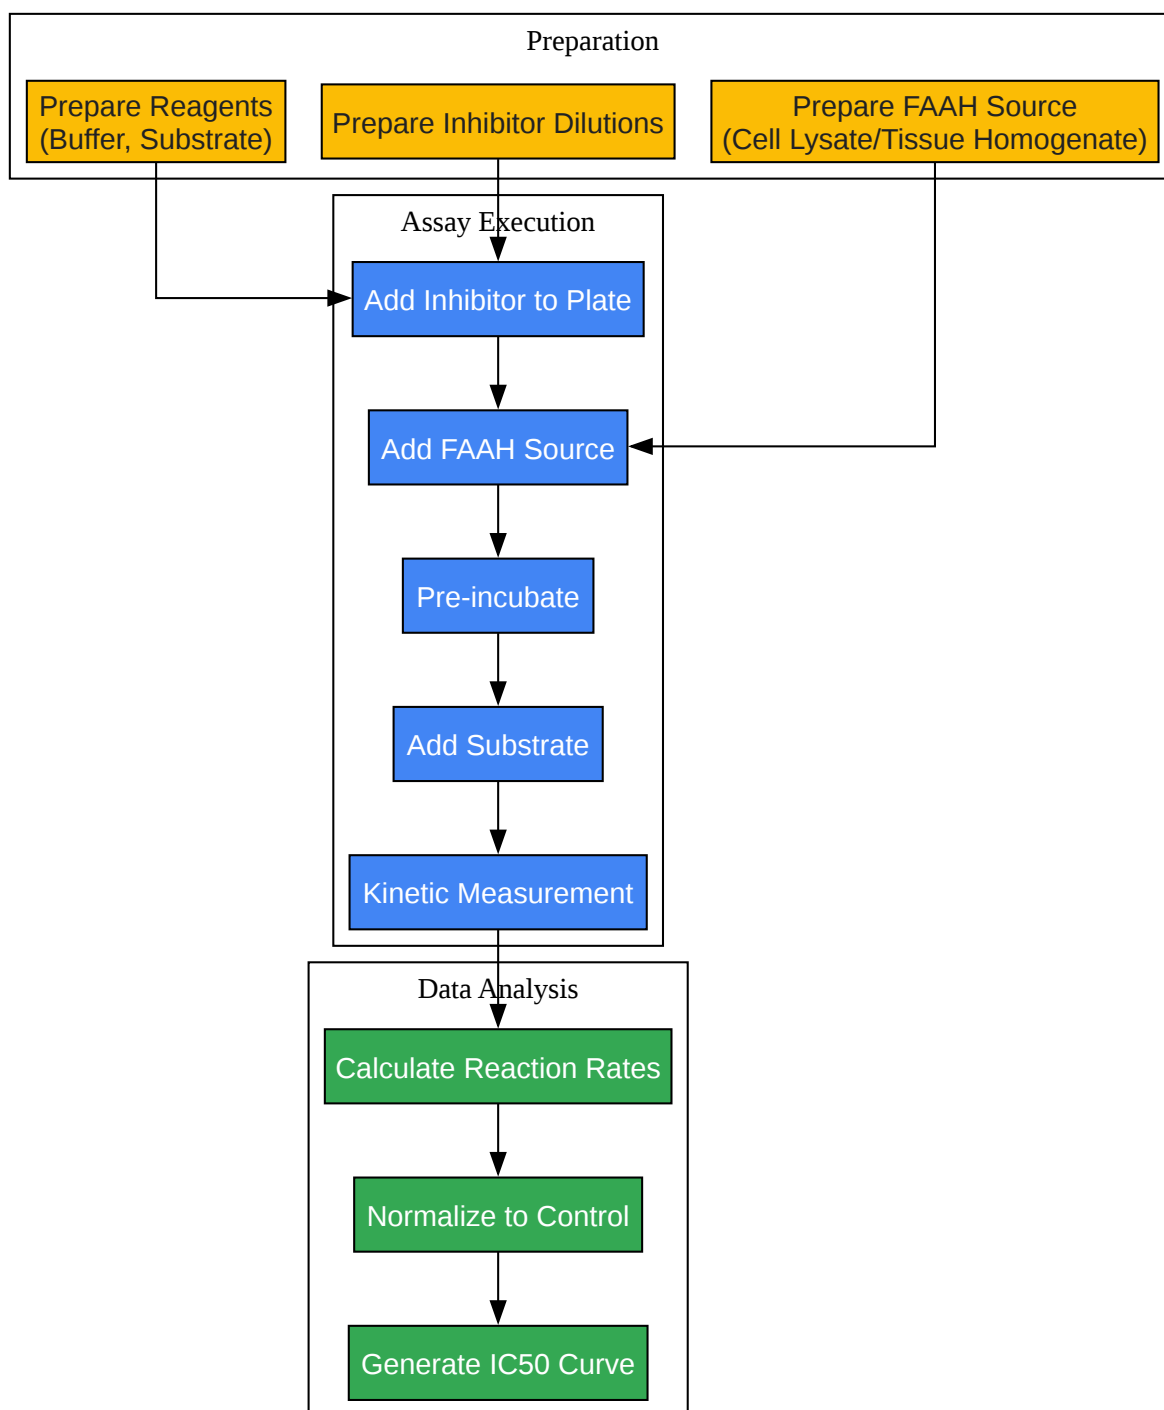 Preparation
Prepare Reagents
(Buffer, Substrate)
Prepare Inhibitor Dilutions
Prepare FAAH Source
(Cell Lysate/Tissue Homogenate)
Assay Execution
Add Inhibitor to Plate
Add FAAH Source
Pre-incubate
Add Substrate
Kinetic Measurement
Data Analysis
Calculate Reaction Rates
Normalize to Control
Generate IC50 Curve